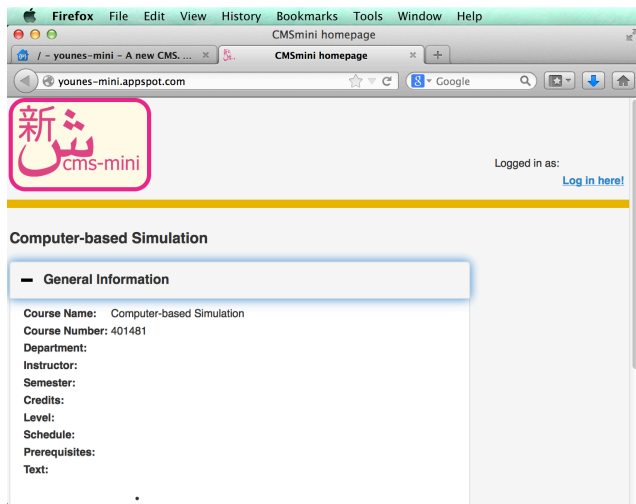 Firefox File Edit View History Bookmarks Tools Window Help
CMSmini homepage
/ - younes-mini - A new CMS. ... × CMSmini homepage × +
younes-mini.appspot.com Google
新
ش
cms-mini
Logged in as:
Log in here!
Computer-based Simulation
General Information
Course Name: Computer-based Simulation
Course Number: 401481
Department:
Instructor:
Semester:
Credits:
Level:
Schedule:
Prerequisites:
Text: